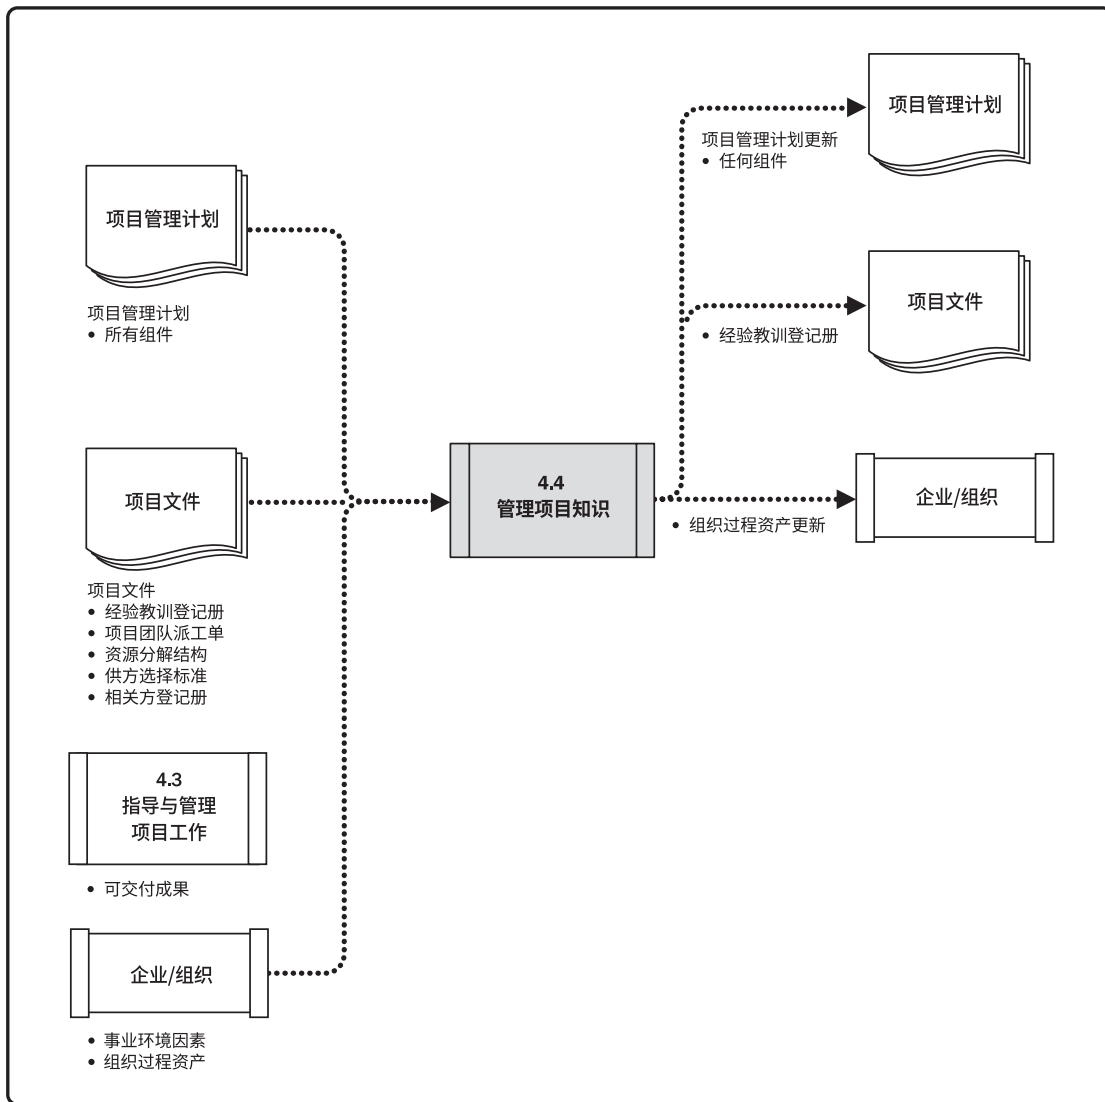 项目管理计划
项目管理计划
• 所有组件
项目文件
项目文件
• 经验教训登记册
• 项目团队派工单
• 资源分解结构
• 供方选择标准
• 相关方登记册
4.3
指导与管理
项目工作
• 可交付成果
企业/组织
• 事业环境因素
• 组织过程资产
4.4
管理项目知识
项目管理计划
项目管理计划更新
• 任何组件
项目文件
• 经验教训登记册
企业/组织
• 组织过程资产更新